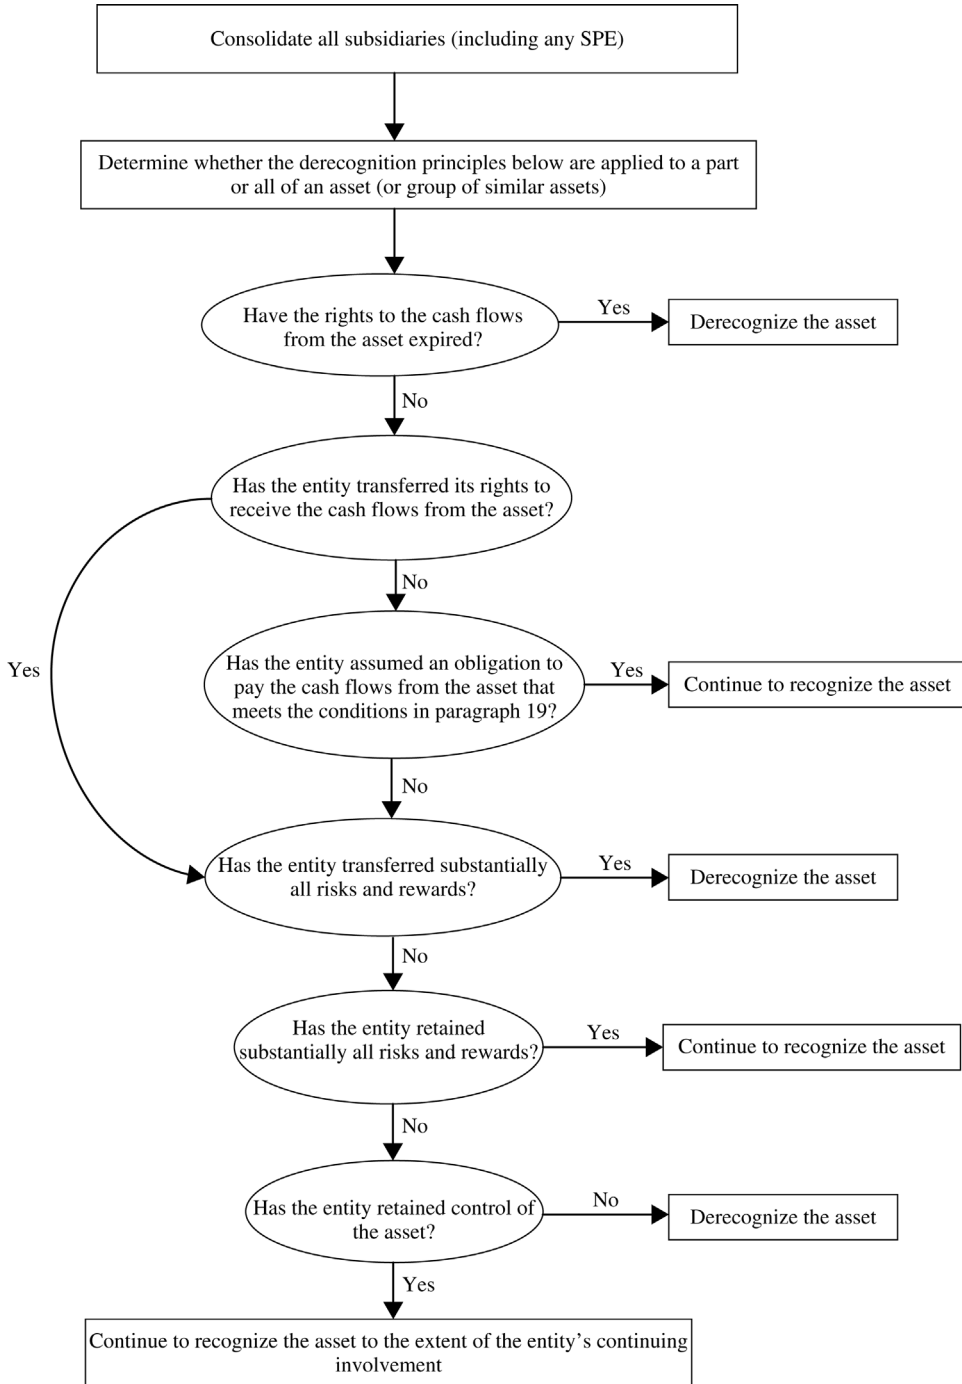 Consolidate all subsidiaries (including any SPE)
Determine whether the derecognition principles below are applied to a part
or all of an asset (or group of similar assets)
Have the rights to the cash flows
from the asset expired?
Yes
Derecognize the asset
No
Has the entity transferred its rights to
receive the cash flows from the asset?
No
Yes
Has the entity assumed an obligation to
pay the cash flows from the asset that
meets the conditions in paragraph 19?
Yes
Continue to recognize the asset
No
Has the entity transferred substantially
all risks and rewards?
Yes
Derecognize the asset
No
Has the entity retained
substantially all risks and rewards?
Yes
Continue to recognize the asset
No
Has the entity retained control of
the asset?
No
Derecognize the asset
Yes
Continue to recognize the asset to the extent of the entity’s continuing
involvement